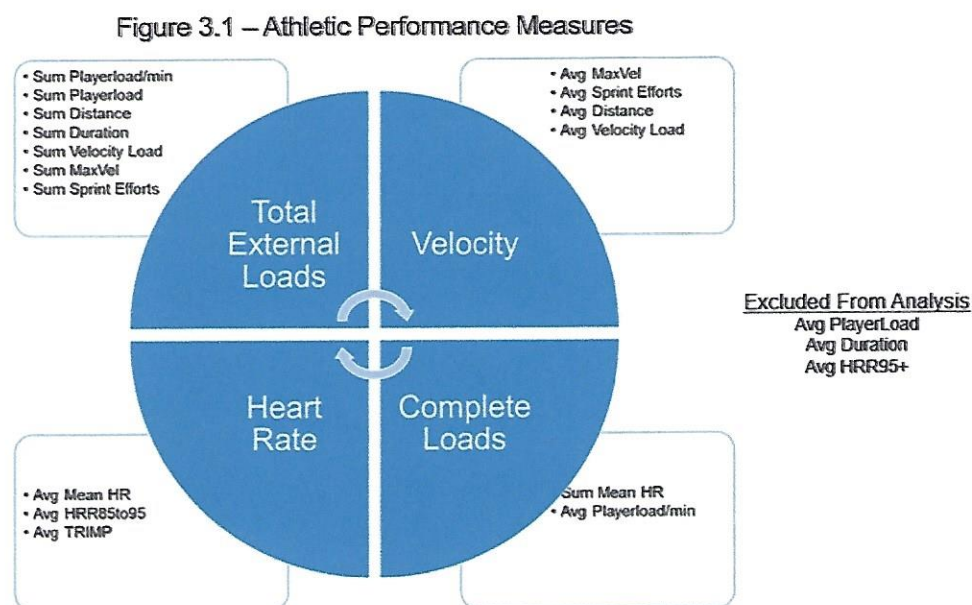 Figure 3.1 – Athletic Performance Measures
• Sum Playerload/min
• Sum Playerload
• Sum Distance
• Sum Duration
• Sum Velocity Load
• Sum MaxVel
• Sum Sprint Efforts
• Avg MaxVel
• Avg Sprint Efforts
• Avg Distance
• Avg Velocity Load
Total
External
Loads
Velocity
Heart
Rate
Complete
Loads
• Avg Mean HR
• Avg HRR85to95
• Avg TRIMP
Sum Mean HR
• Avg Playerload/min
Excluded From Analysis
Avg PlayerLoad
Avg Duration
Avg HRR95+